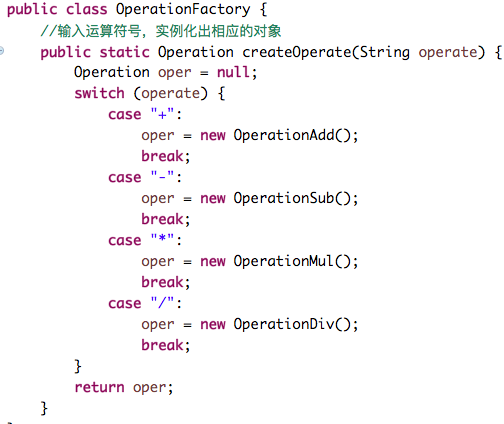 public class OperationFactory {
    //输入运算符号，实例化出相应的对象
    public static Operation createOperate(String operate) {
        Operation oper = null;
        switch (operate) {
            case "+":
                oper = new OperationAdd();
                break;
            case "-":
                oper = new OperationSub();
                break;
            case "*":
                oper = new OperationMul();
                break;
            case "/":
                oper = new OperationDiv();
                break;
        }
        return oper;
    }